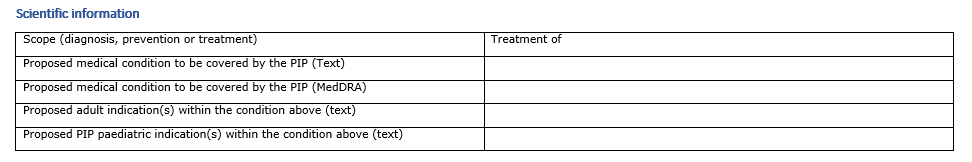 Scientific information
Scope (diagnosis, prevention or treatment) Treatment of
Proposed medical condition to be covered by the PIP (Text)
Proposed medical condition to be covered by the PIP (MedDRA)
Proposed adult indication(s) within the condition above (text)
Proposed PIP paediatric indication(s) within the condition above (text)